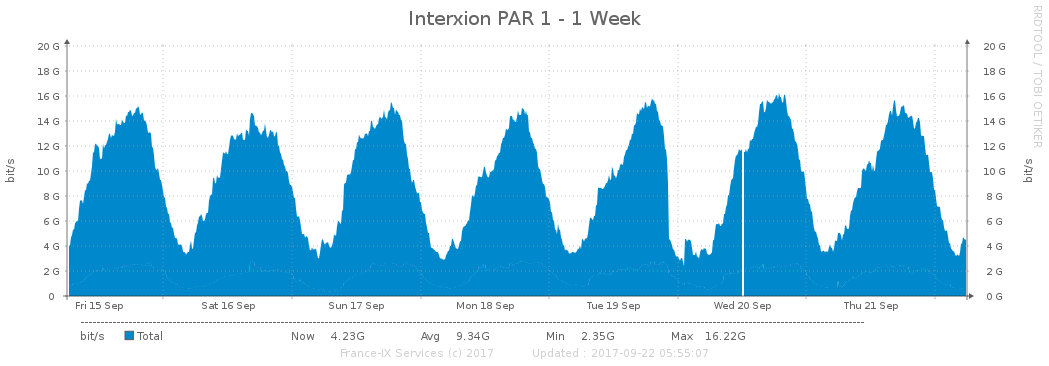 Interxion PAR 1 - 1 Week
RRDTOOL / TOBI OETIKER
bit/s
20 G
18 G
16 G
14 G
12 G
10 G
8 G
6 G
4 G
2 G
0
20 G
18 G
16 G
14 G
12 G
10 G
8 G
6 G
4 G
2 G
0 G
bit/s
Fri 15 Sep Sat 16 Sep Sun 17 Sep Mon 18 Sep Tue 19 Sep Wed 20 Sep Thu 21 Sep
bit/s Total Now 4.23G Avg 9.34G Min 2.35G Max 16.22G
France-IX Services (c) 2017 Updated : 2017-09-22 05:55:07